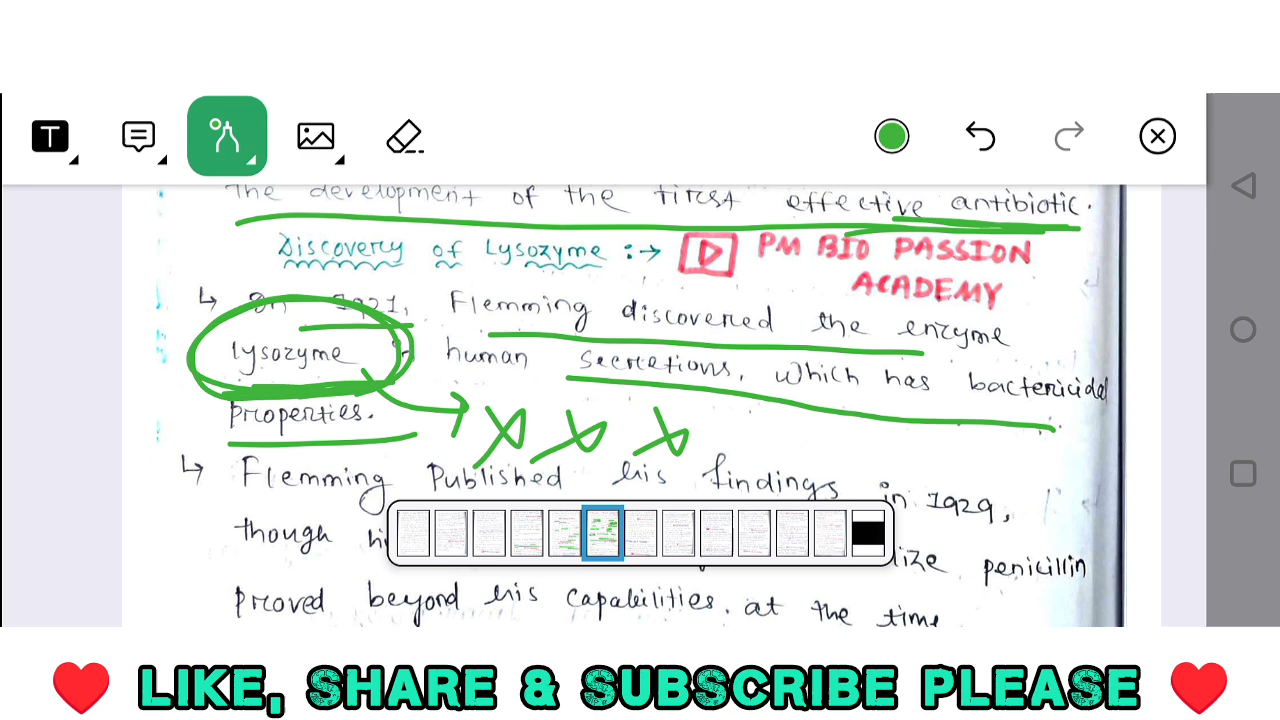 T
The development of the first effective antibiotic.
Discovery of Lysozyme :→ PM BIO PASSION
ACADEMY
↳ In 1921, Flemming discovered the enzyme
lysozyme in human secretions, which has bactericidal
properties.
↳ Flemming Published his findings in 1929,
though
penicillin
proved beyond his capabilities. at the time
LIKE, SHARE & SUBSCRIBE PLEASE